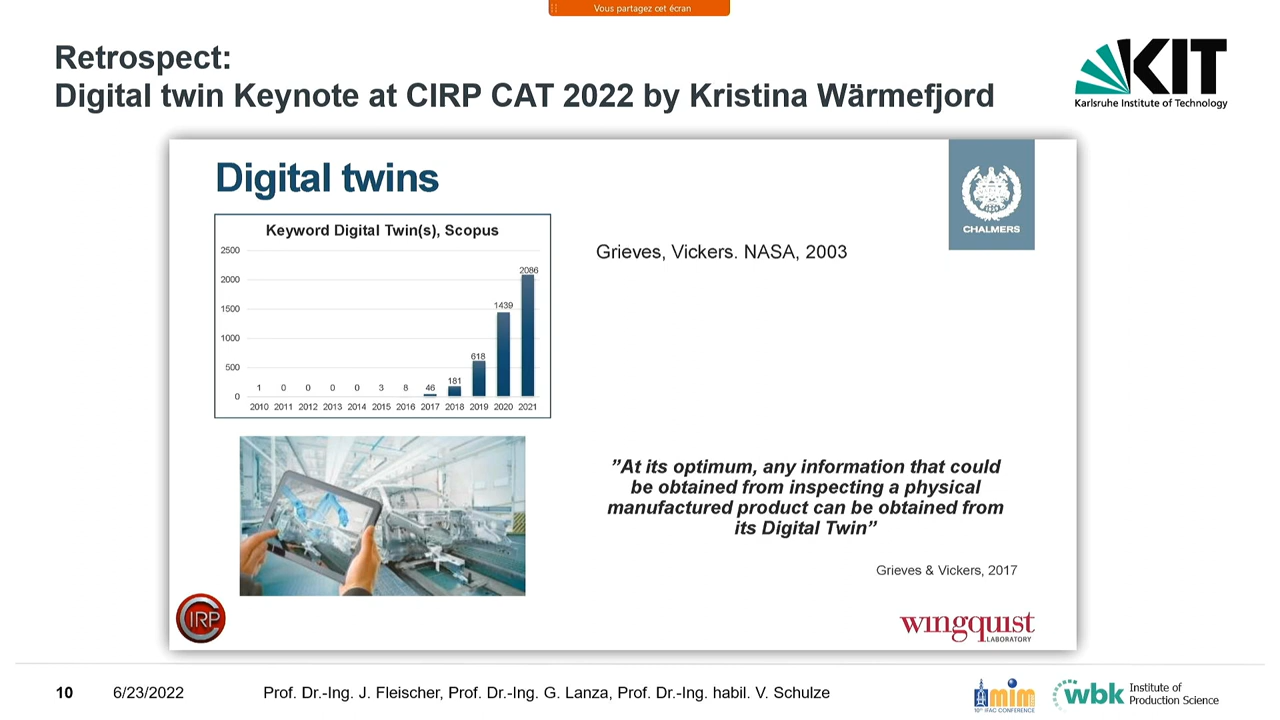 Vous partagez cet écran
Retrospect:
Digital twin Keynote at CIRP CAT 2022 by Kristina Wärmefjord
KIT
Karlsruhe Institute of Technology
Digital twins
CHALMERS
Keyword Digital Twin(s), Scopus
2500
2000
1500
1000
500
0
1 0 0 0 0 3 8 46 181 618 1439 2086
2010 2011 2012 2013 2014 2015 2016 2017 2018 2019 2020 2021
Grieves, Vickers. NASA, 2003
”At its optimum, any information that could
be obtained from inspecting a physical
manufactured product can be obtained from
its Digital Twin”
Grieves & Vickers, 2017
CIRP
wingquist
LABORATORY
10 6/23/2022 Prof. Dr.-Ing. J. Fleischer, Prof. Dr.-Ing. G. Lanza, Prof. Dr.-Ing. habil. V. Schulze
mim
10th IFAC CONFERENCE
wbk Institute of
Production Science